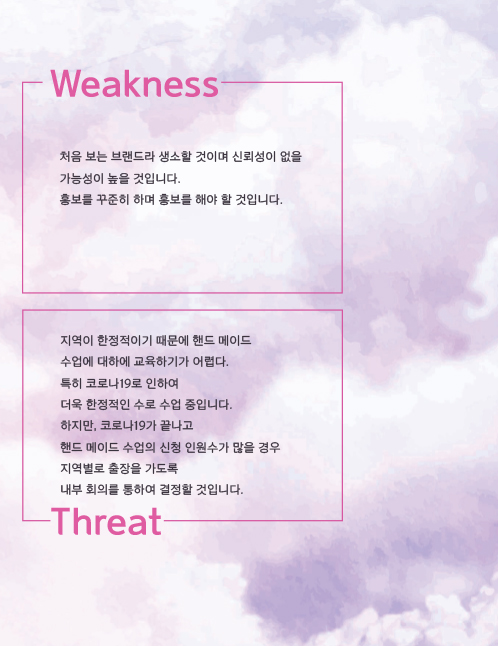 Weakness
처음 보는 브랜드라 생소할 것이며 신뢰성이 없을
가능성이 높을 것입니다.
홍보를 꾸준히 하며 홍보를 해야 할 것입니다.
지역이 한정적이기 때문에 핸드 메이드
수업에 대하에 교육하기가 어렵다.
특히 코로나19로 인하여
더욱 한정적인 수로 수업 중입니다.
하지만, 코로나19가 끝나고
핸드 메이드 수업의 신청 인원수가 많을 경우
지역별로 출장을 가도록
내부 회의를 통하여 결정할 것입니다.
Threat